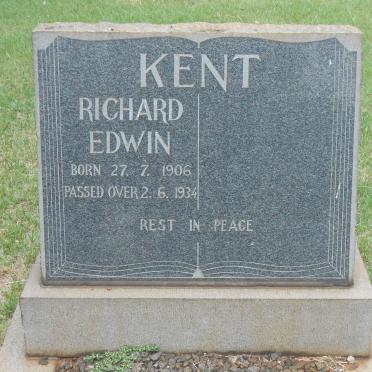 KENT
RICHARD
EDWIN
BORN 27. 7. 1906
PASSED OVER 2. 6. 1934
REST IN PEACE